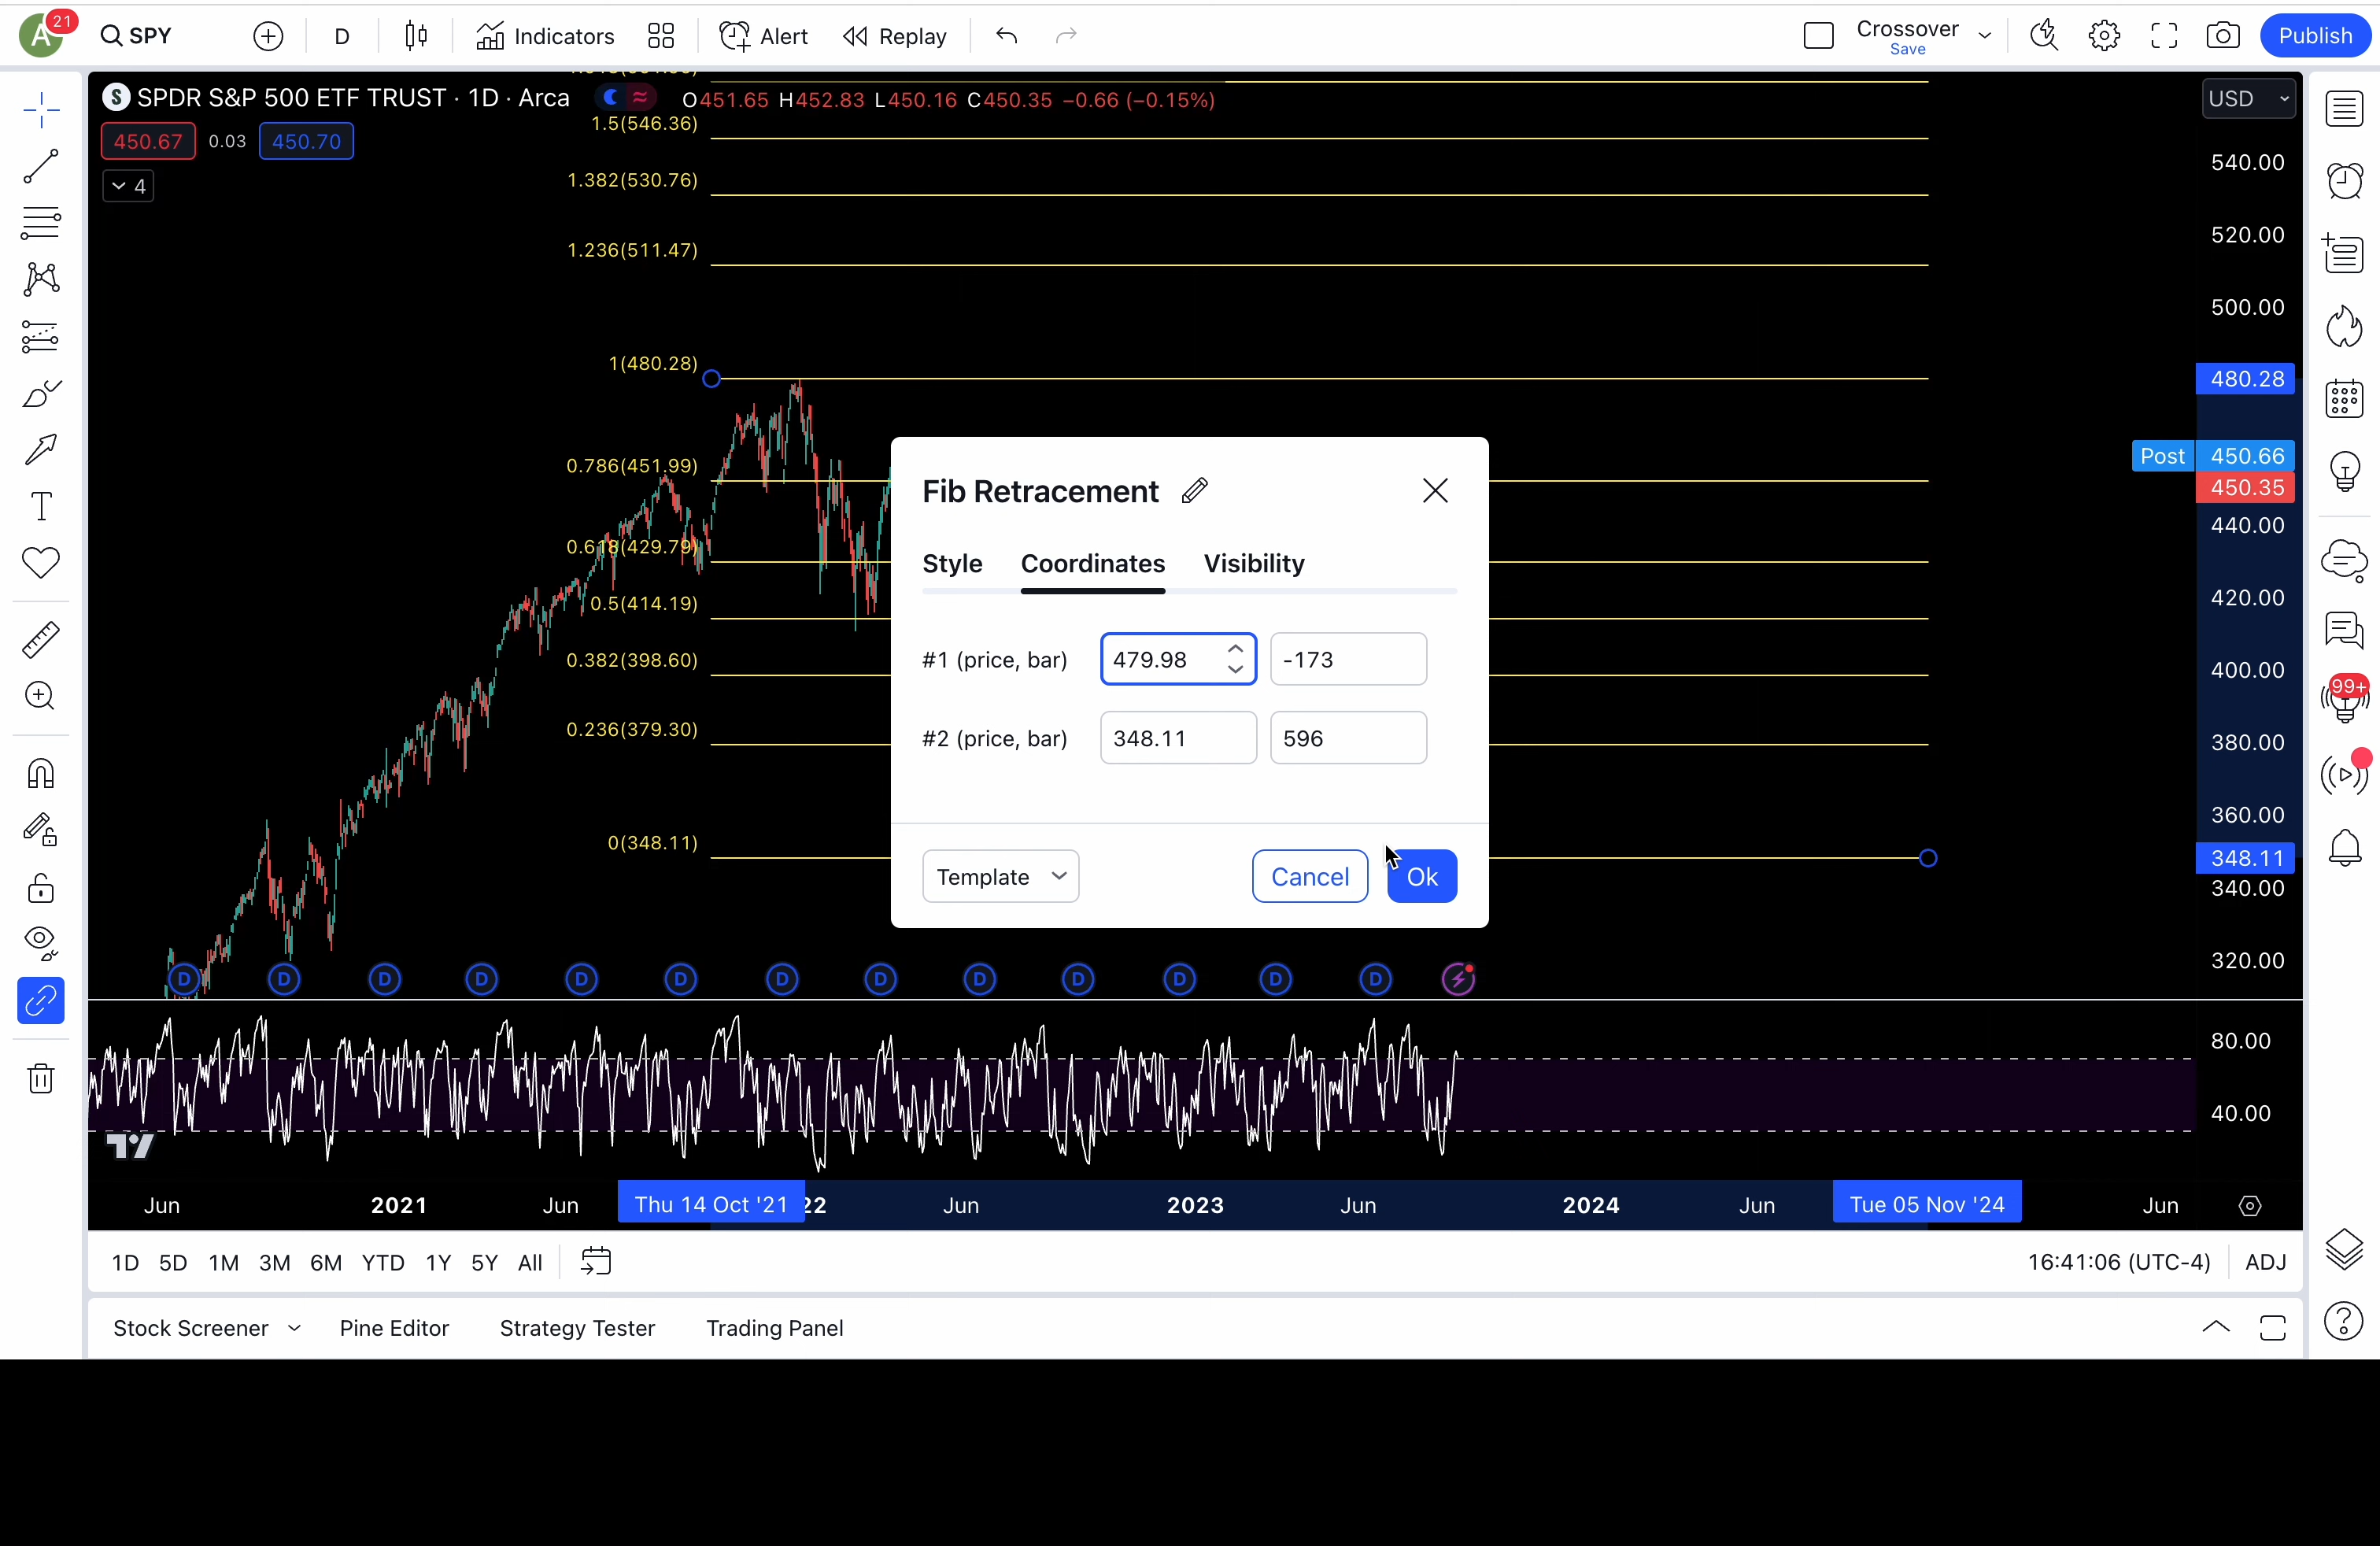 A 21 SPY D Indicators Alert Replay Crossover Save Publish
S SPDR S&P 500 ETF TRUST · 1D · Arca O451.65 H452.83 L450.16 C450.35 −0.66 (−0.15%) USD
450.67 0.03 450.70
4
1.5(546.36)
1.382(530.76)
1.236(511.47)
1(480.28)
0.786(451.99)
0.618(429.79)
0.5(414.19)
0.382(398.60)
0.236(379.30)
0(348.11)
540.00
520.00
500.00
480.28
Post 450.66
450.35
440.00
420.00
400.00
380.00
360.00
348.11
340.00
320.00
80.00
40.00
Fib Retracement
Style Coordinates Visibility
#1 (price, bar) 479.98 -173
#2 (price, bar) 348.11 596
Template Cancel Ok
D D D D D D D D D D D D D
99+
Jun 2021 Jun Thu 14 Oct '21 22 Jun 2023 Jun 2024 Jun Tue 05 Nov '24 Jun
1D 5D 1M 3M 6M YTD 1Y 5Y All 16:41:06 (UTC-4) ADJ
Stock Screener Pine Editor Strategy Tester Trading Panel